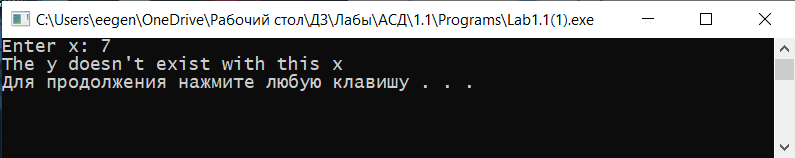 C:\Users\eegen\OneDrive\Рабочий стол\ДЗ\Лабы\АСД\1.1\Programs\Lab1.1(1).exe
Enter x: 7
The y doesn't exist with this x
Для продолжения нажмите любую клавишу . . .